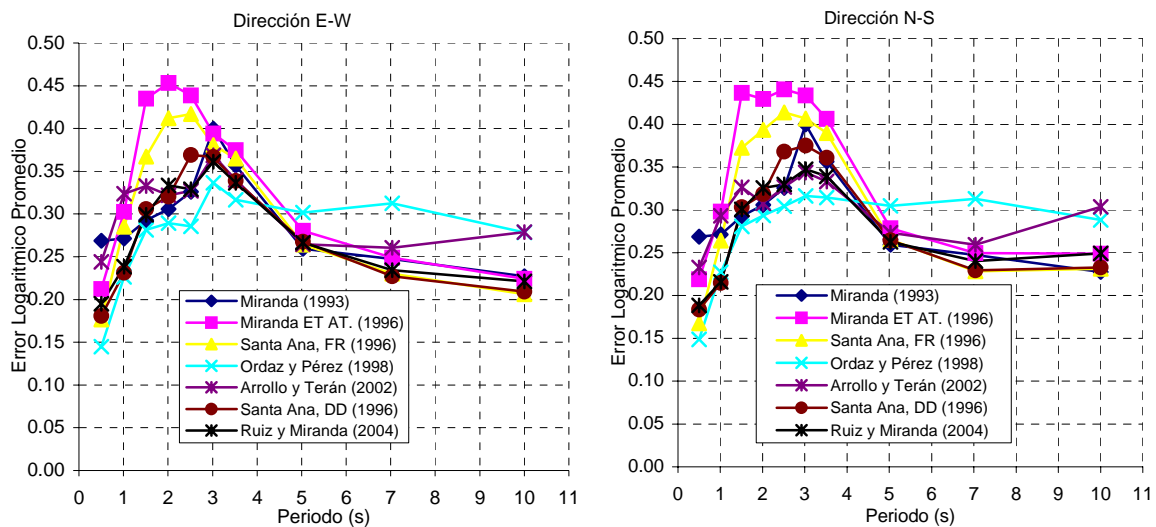 Dirección E-W
Error Logaritmico Promedio
0.50
0.45
0.40
0.35
0.30
0.25
0.20
0.15
0.10
0.05
0.00
Miranda (1993)
Miranda ET AT. (1996)
Santa Ana, FR (1996)
Ordaz y Pérez (1998)
Arrollo y Terán (2002)
Santa Ana, DD (1996)
Ruiz y Miranda (2004)
0 1 2 3 4 5 6 7 8 9 10 11
Periodo (s)
Dirección N-S
Error Logaritmico Promedio
0.50
0.45
0.40
0.35
0.30
0.25
0.20
0.15
0.10
0.05
0.00
Miranda (1993)
Miranda ET AT. (1996)
Santa Ana, FR (1996)
Ordaz y Pérez (1998)
Arrollo y Terán (2002)
Santa Ana, DD (1996)
Ruiz y Miranda (2004)
0 1 2 3 4 5 6 7 8 9 10 11
Periodo (s)